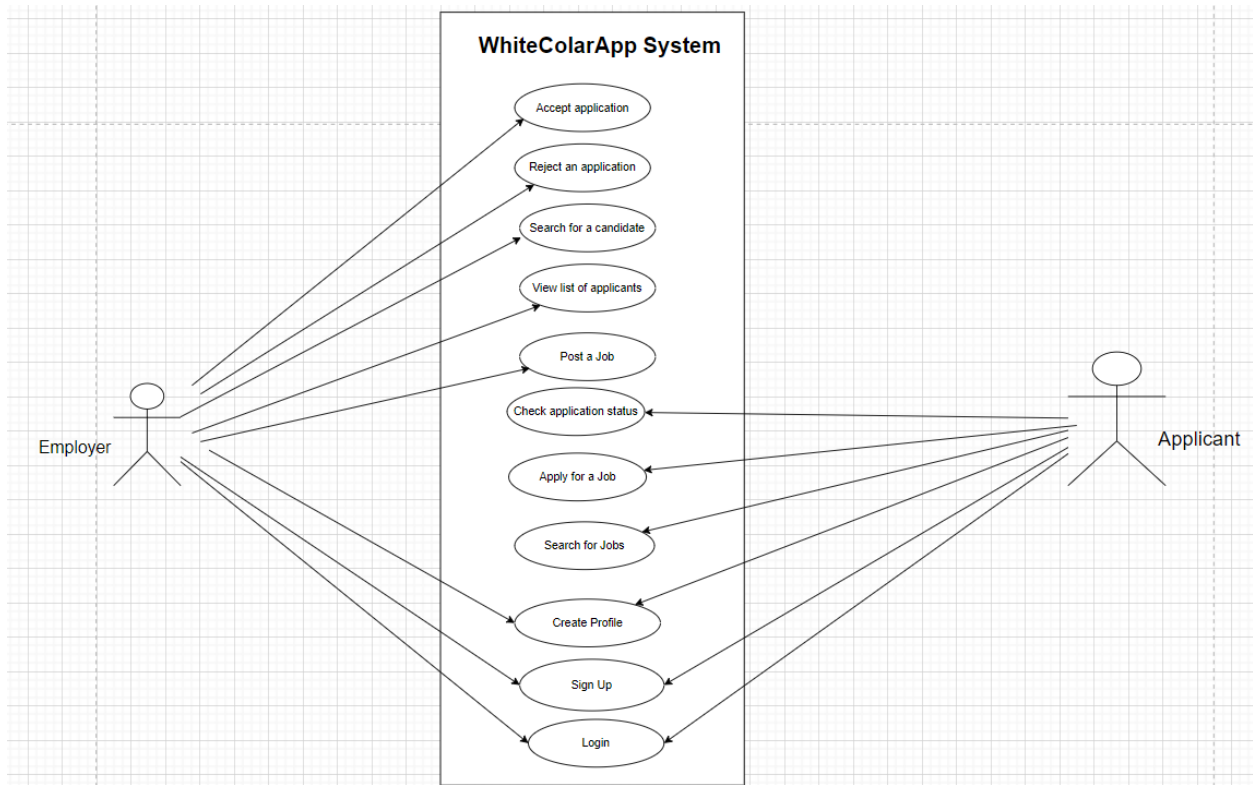 WhiteColarApp System
Accept application
Reject an application
Search for a candidate
View list of applicants
Post a Job
Check application status
Employer
Applicant
Apply for a Job
Search for Jobs
Create Profile
Sign Up
Login